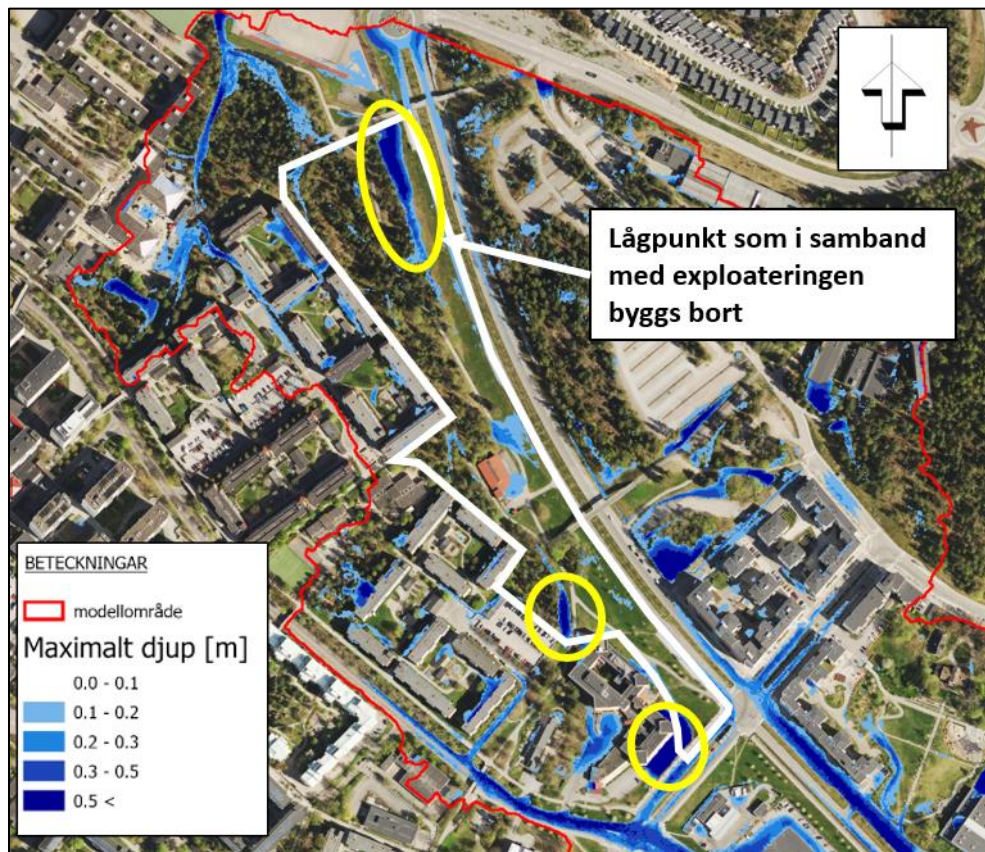 Lågpunkt som i samband
med exploateringen
byggs bort
BETECKNINGAR
modellområde
Maximalt djup [m]
0.0 - 0.1
0.1 - 0.2
0.2 - 0.3
0.3 - 0.5
0.5 <